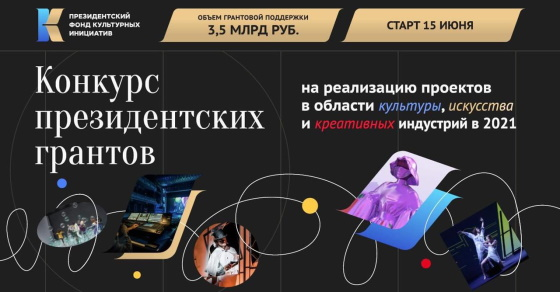 ПРЕЗИДЕНТСКИЙ
ФОНД КУЛЬТУРНЫХ
ИНИЦИАТИВ
ОБЪЕМ ГРАНТОВОЙ ПОДДЕРЖКИ
3,5 МЛРД РУБ.
СТАРТ 15 ИЮНЯ
Конкурс
президентских
грантов
на реализацию проектов
в области культуры, искусства
и креативных индустрий в 2021